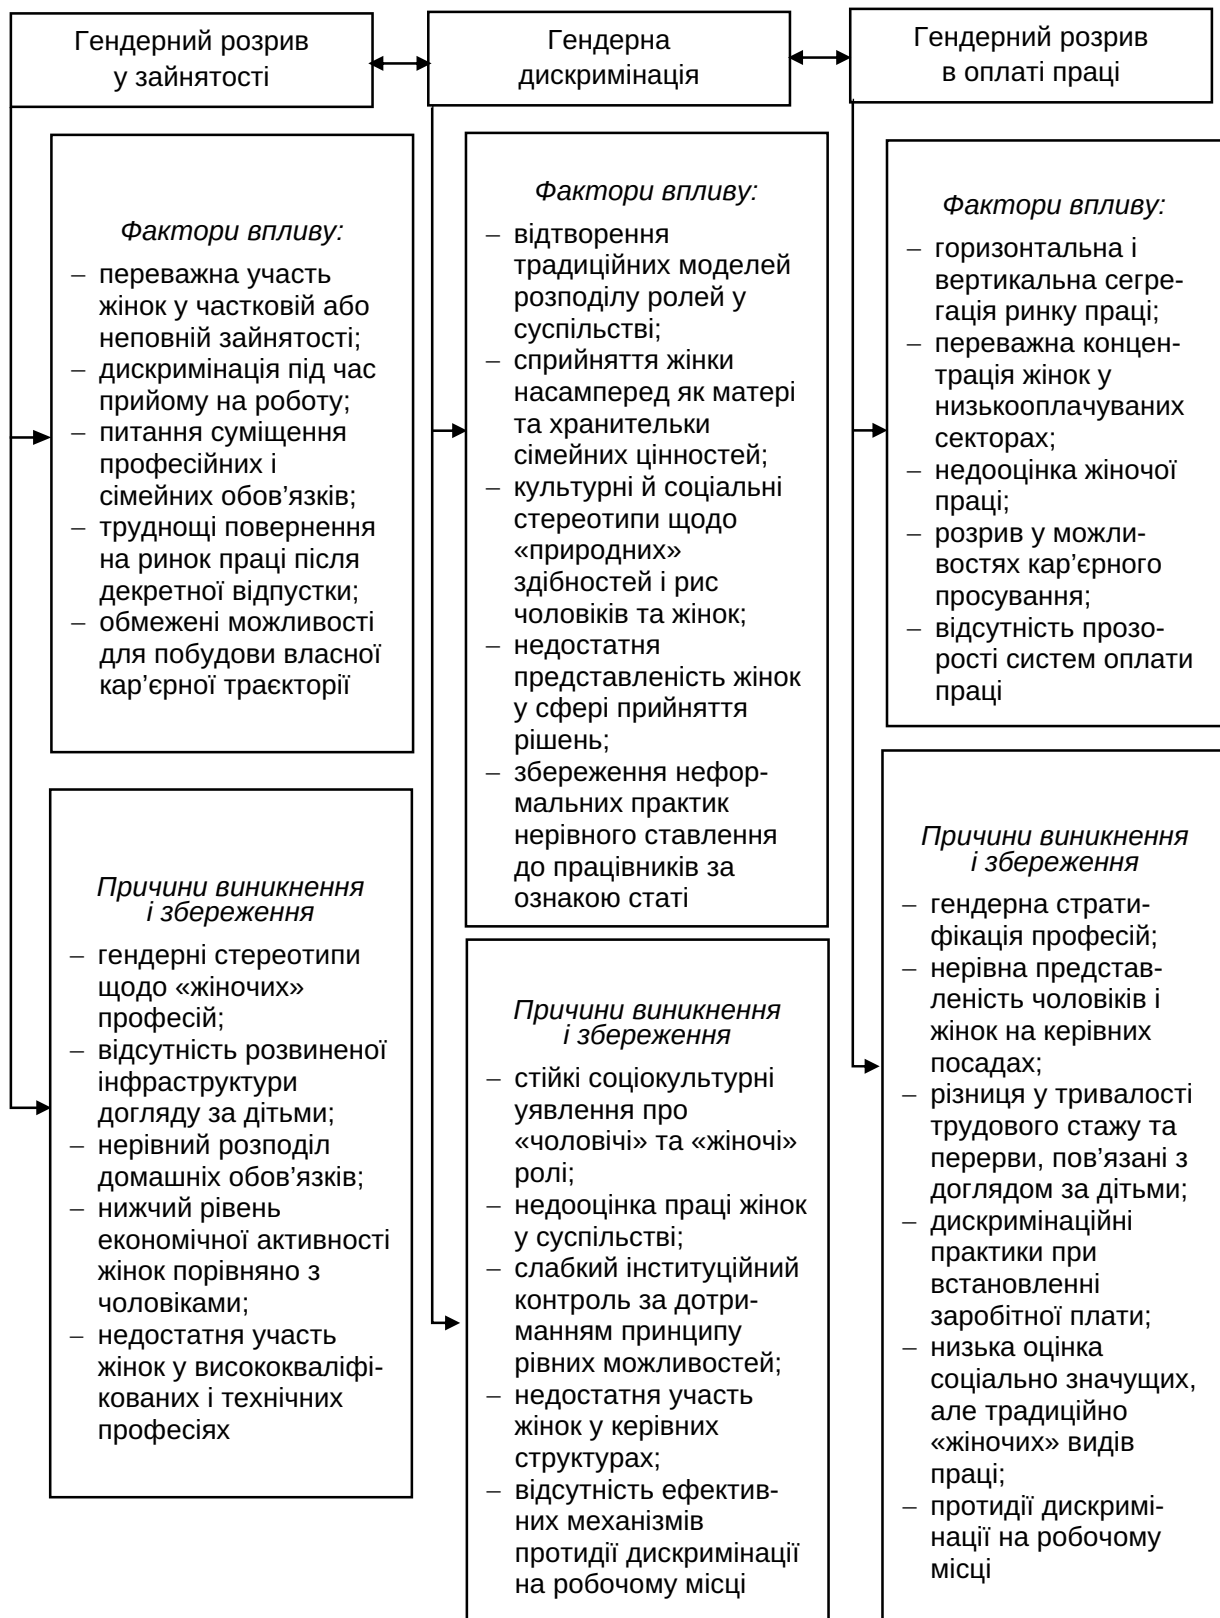 Гендерний розрив
у зайнятості
Гендерна
дискримінація
Гендерний розрив
в оплаті праці
Фактори впливу:
– переважна участь
жінок у частковій або
неповній зайнятості;
– дискримінація під час
прийому на роботу;
– питання суміщення
професійних і
сімейних обов’язків;
– труднощі повернення
на ринок праці після
декретної відпустки;
– обмежені можливості
для побудови власної
кар’єрної траєкторії
Причини виникнення
і збереження
– гендерні стереотипи
щодо «жіночих»
професій;
– відсутність розвиненої
інфраструктури
догляду за дітьми;
– нерівний розподіл
домашніх обов’язків;
– нижчий рівень
економічної активності
жінок порівняно з
чоловіками;
– недостатня участь
жінок у висококваліфі-
кованих і технічних
професіях
Фактори впливу:
– відтворення
традиційних моделей
розподілу ролей у
суспільстві;
– сприйняття жінки
насамперед як матері
та хранительки
сімейних цінностей;
– культурні й соціальні
стереотипи щодо
«природних»
здібностей і рис
чоловіків та жінок;
– недостатня
представленість жінок
у сфері прийняття
рішень;
– збереження нефор-
мальних практик
нерівного ставлення
до працівників за
ознакою статі
Причини виникнення
і збереження
– стійкі соціокультурні
уявлення про
«чоловічі» та «жіночі»
ролі;
– недооцінка праці жінок
у суспільстві;
– слабкий інституційний
контроль за дотри-
манням принципу
рівних можливостей;
– недостатня участь
жінок у керівних
структурах;
– відсутність ефектив-
них механізмів
протидії дискримінації
на робочому місці
Фактори впливу:
– горизонтальна і
вертикальна сегре-
гація ринку праці;
– переважна концен-
трація жінок у
низькооплачуваних
секторах;
– недооцінка жіночої
праці;
– розрив у можли-
востях кар’єрного
просування;
– відсутність прозо-
рості систем оплати
праці
Причини виникнення
і збереження
– гендерна страти-
фікація професій;
– нерівна представ-
леність чоловіків і
жінок на керівних
посадах;
– різниця у тривалості
трудового стажу та
перерви, пов’язані з
доглядом за дітьми;
– дискримінаційні
практики при
встановленні
заробітної плати;
– низька оцінка
соціально значущих,
але традиційно
«жіночих» видів
праці;
– протидії дискримі-
нації на робочому
місці